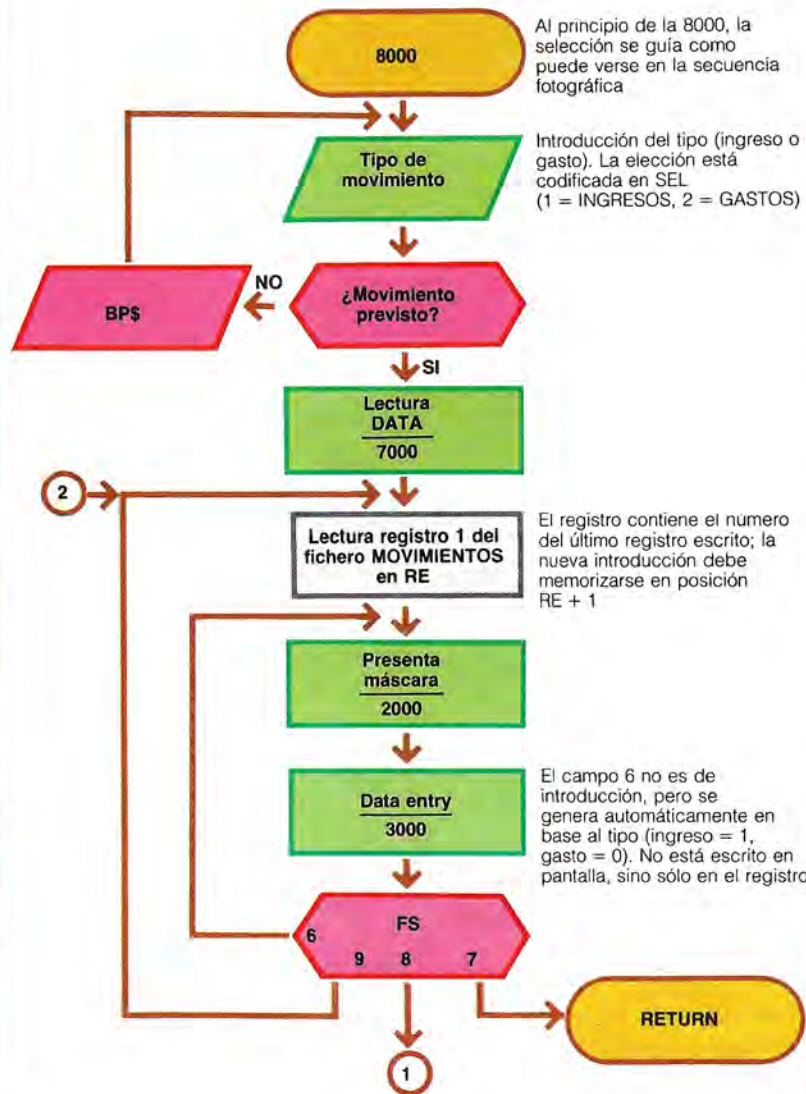 8000
Al principio de la 8000, la
selección se guía como
puede verse en la secuencia
fotográfica
Tipo de
movimiento
Introducción del tipo (ingreso o
gasto). La elección está
codificada en SEL
(1 = INGRESOS, 2 = GASTOS)
BP$
NO
¿Movimiento
previsto?
SI
Lectura
DATA
7000
2
Lectura registro 1 del
fichero MOVIMIENTOS
en RE
El registro contiene el número
del último registro escrito; la
nueva introducción debe
memorizarse en posición
RE + 1
Presenta
máscara
2000
Data entry
3000
El campo 6 no es de
introducción, pero se
genera automáticamente en
base al tipo (ingreso = 1,
gasto = 0). No está escrito en
pantalla, sino sólo en el registro
FS
6
9 8 7
RETURN
1